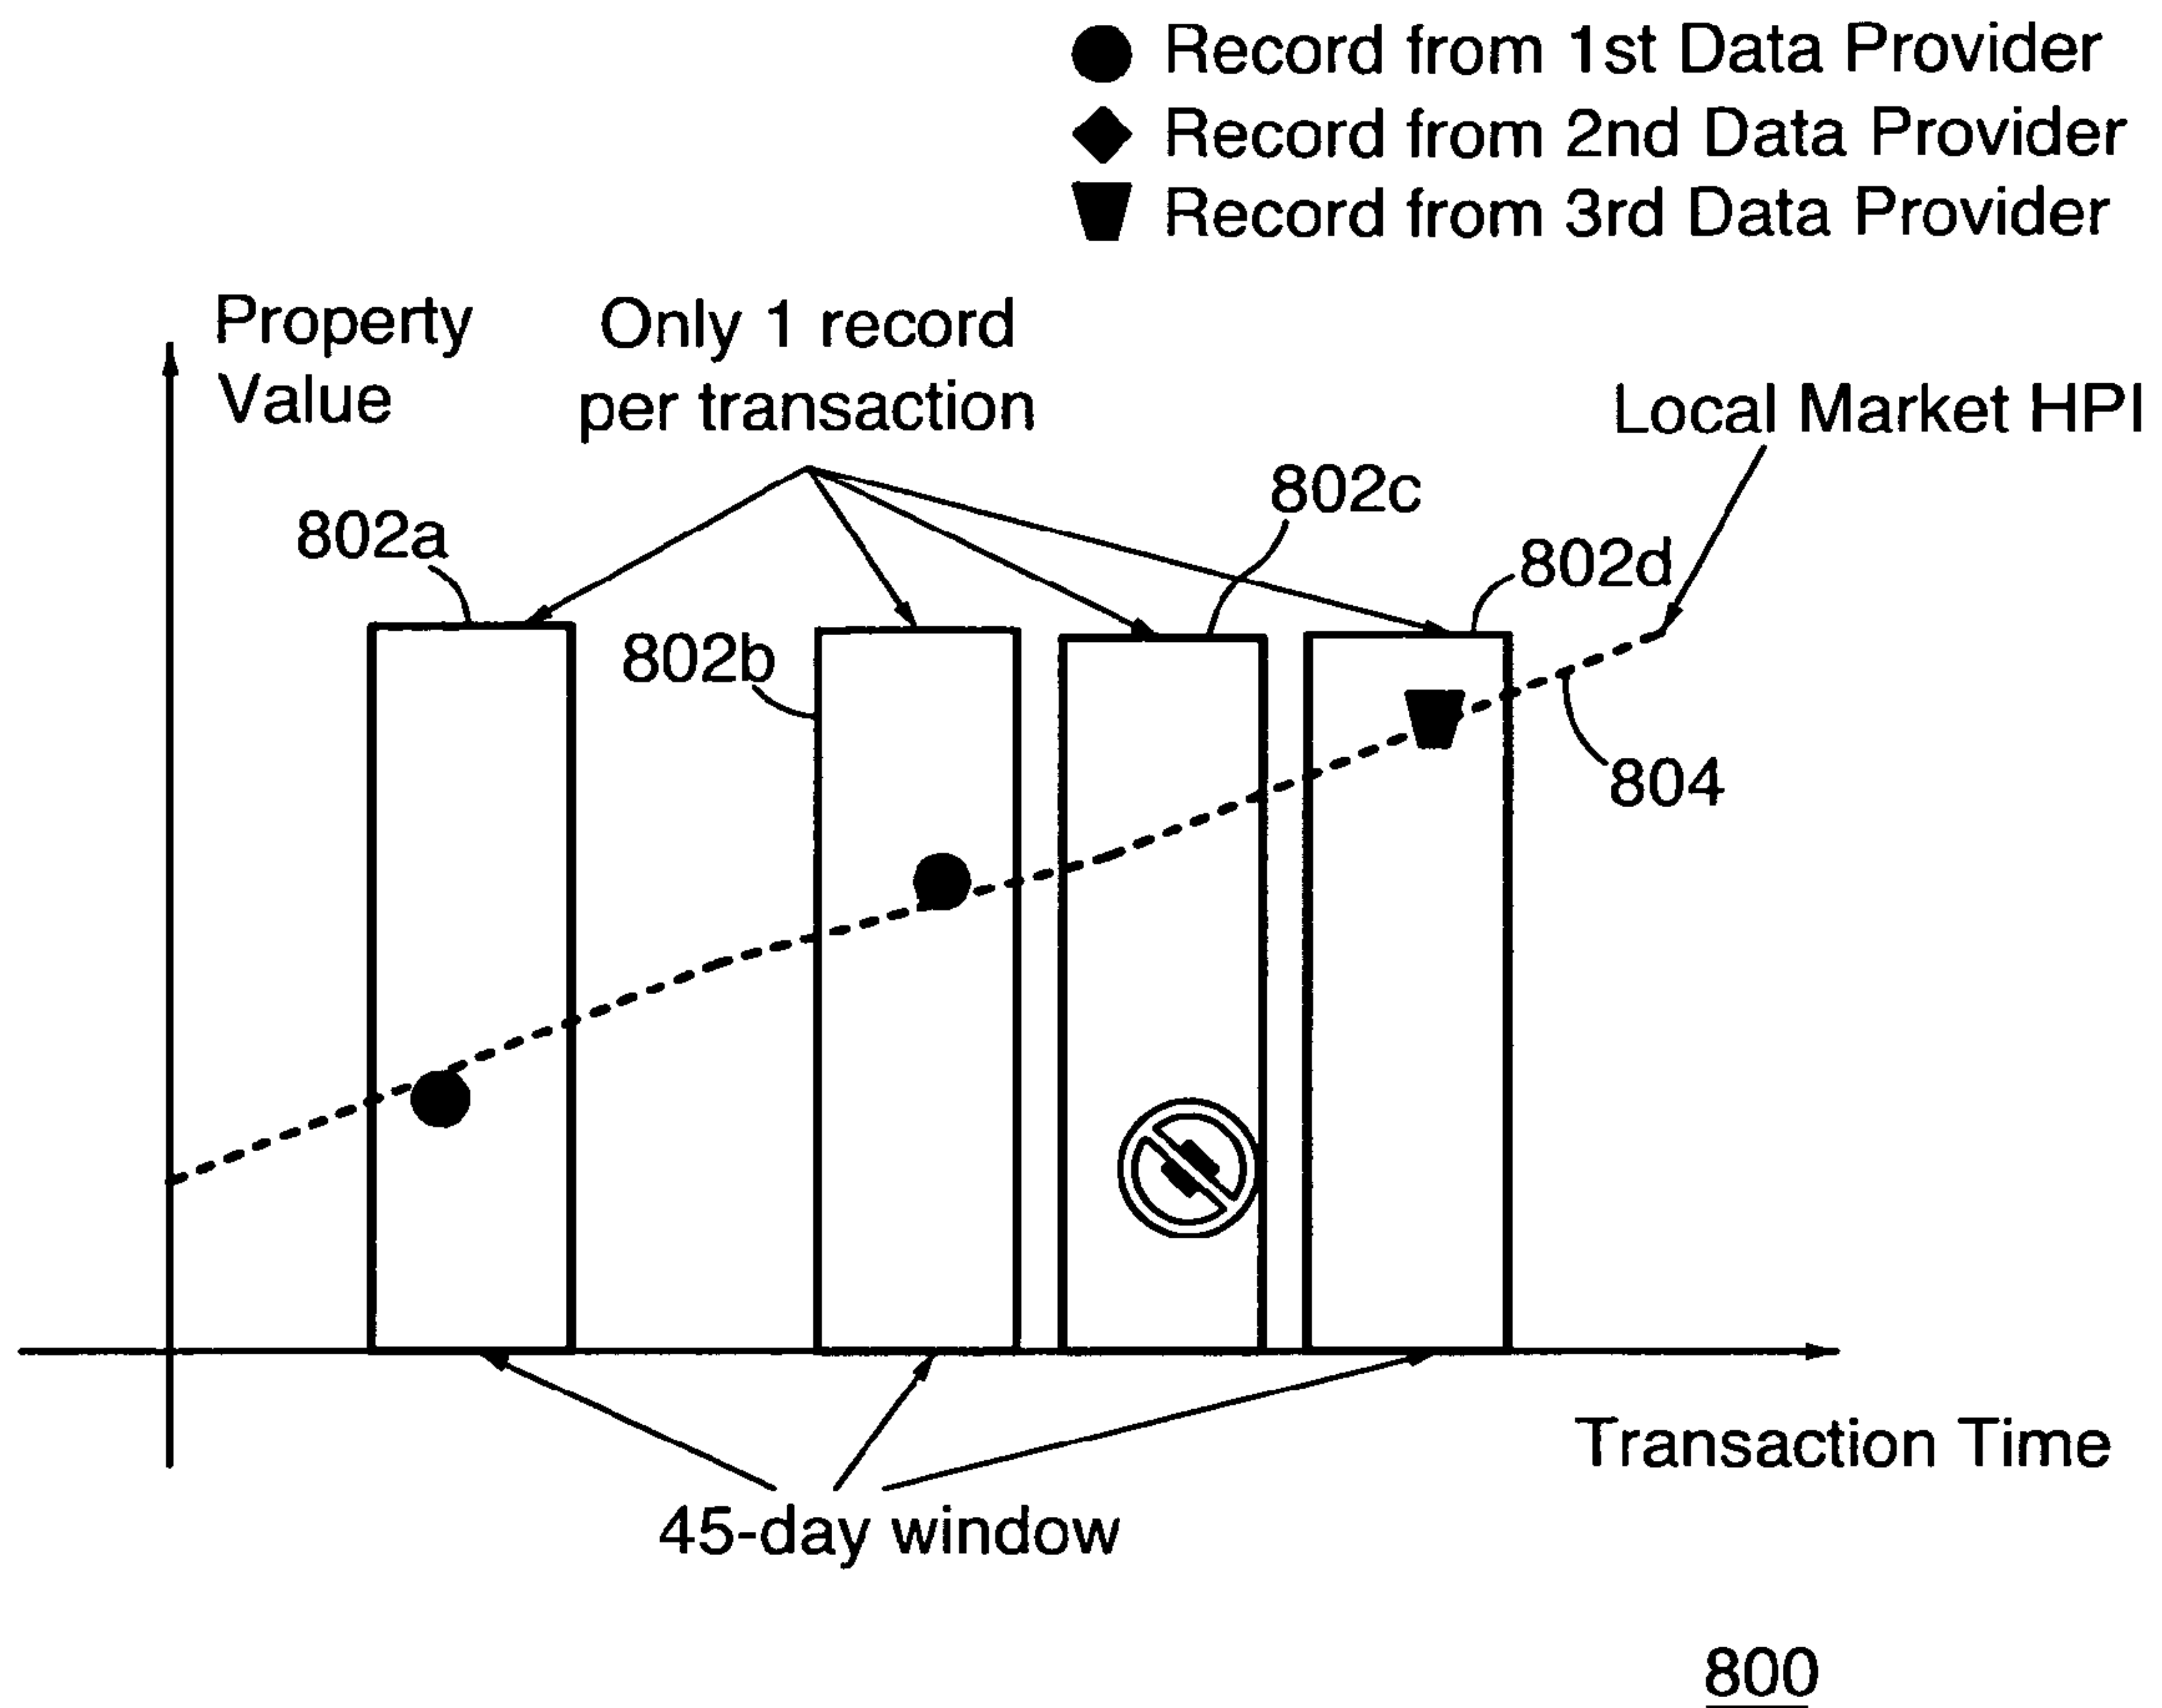 Record from 1st Data Provider
Record from 2nd Data Provider
Record from 3rd Data Provider
Property
Value
Only 1 record
per transaction
Local Market HPI
802a
802b
802c
802d
804
Transaction Time
45-day window
800